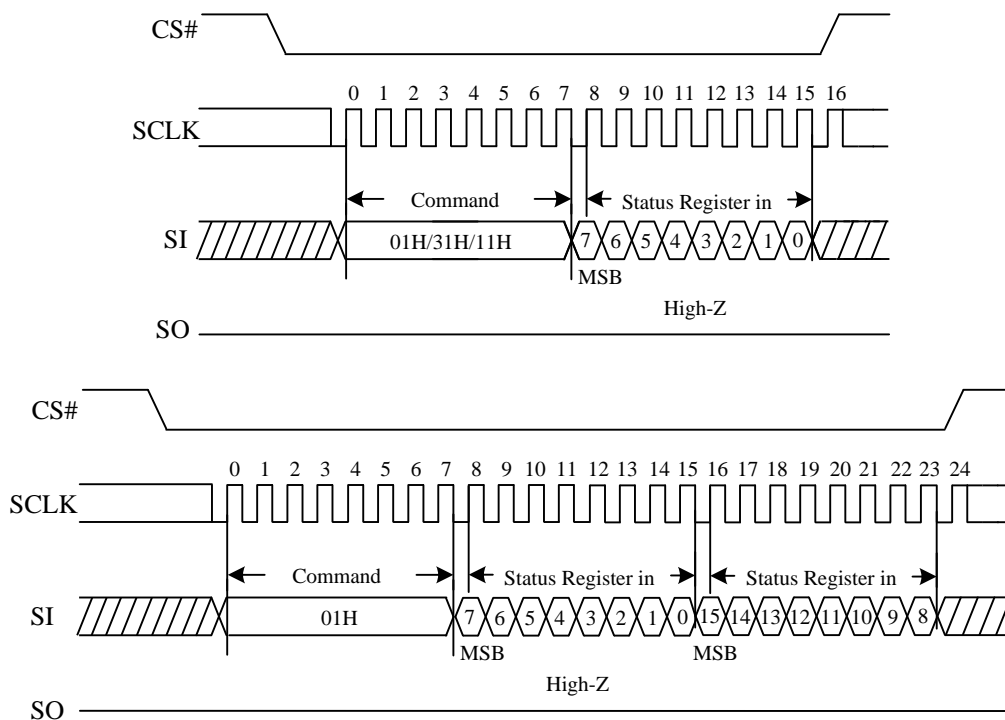 CS#
0 1 2 3 4 5 6 7 8 9 10 11 12 13 14 15 16
SCLK
Command Status Register in
SI 01H/31H/11H 7 6 5 4 3 2 1 0
MSB
High-Z
SO
CS#
0 1 2 3 4 5 6 7 8 9 10 11 12 13 14 15 16 17 18 19 20 21 22 23 24
SCLK
Command Status Register in Status Register in
SI 01H 7 6 5 4 3 2 1 0 15 14 13 12 11 10 9 8
MSB MSB
High-Z
SO